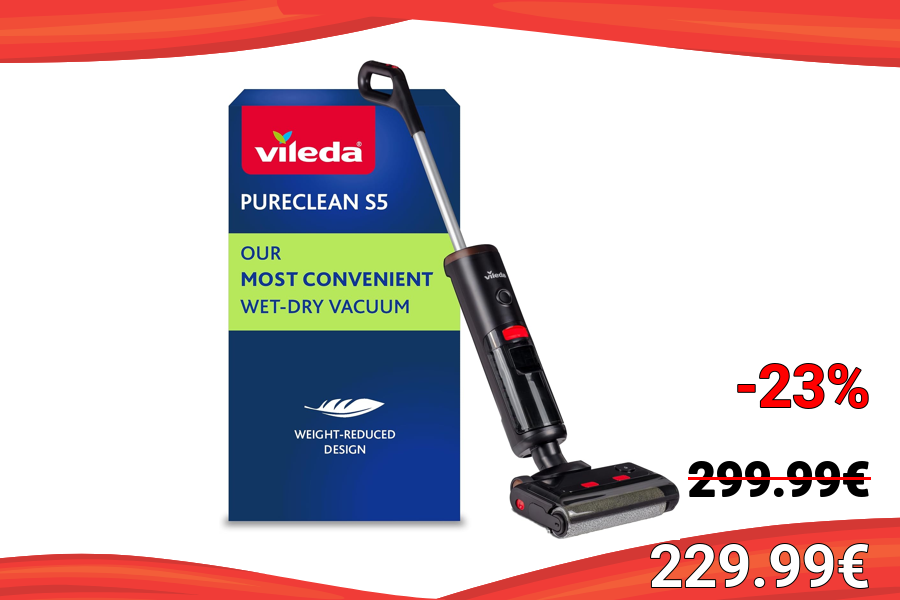 vileda®
PURECLEAN S5
OUR
MOST CONVENIENT
WET-DRY VACUUM
WEIGHT-REDUCED
DESIGN
vileda
-23%
299.99€
229.99€